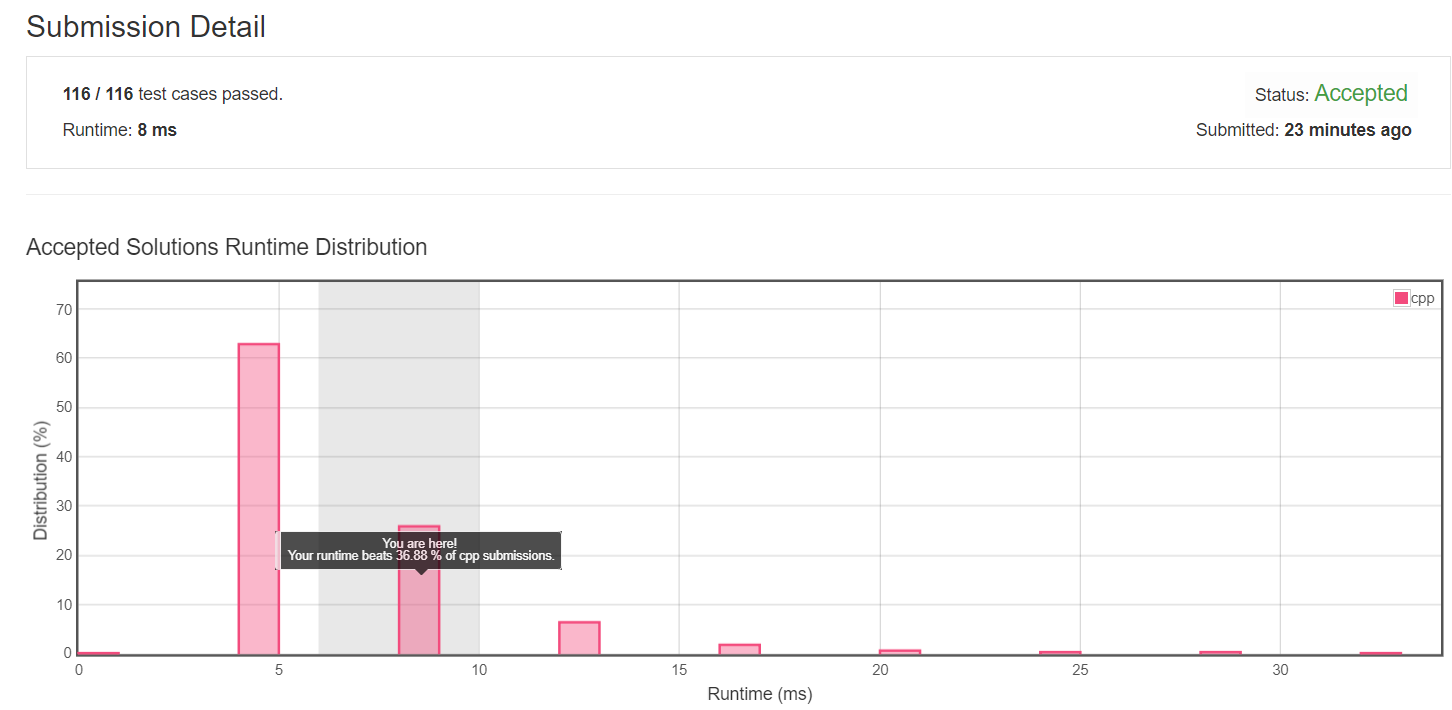 Submission Detail
116 / 116 test cases passed.
Status: Accepted
Runtime: 8 ms
Submitted: 23 minutes ago
Accepted Solutions Runtime Distribution
cpp
70
60
50
40
30
20
10
0
Distribution (%)
You are here!
Your runtime beats 36.88 % of cpp submissions.
0 5 10 15 20 25 30
Runtime (ms)